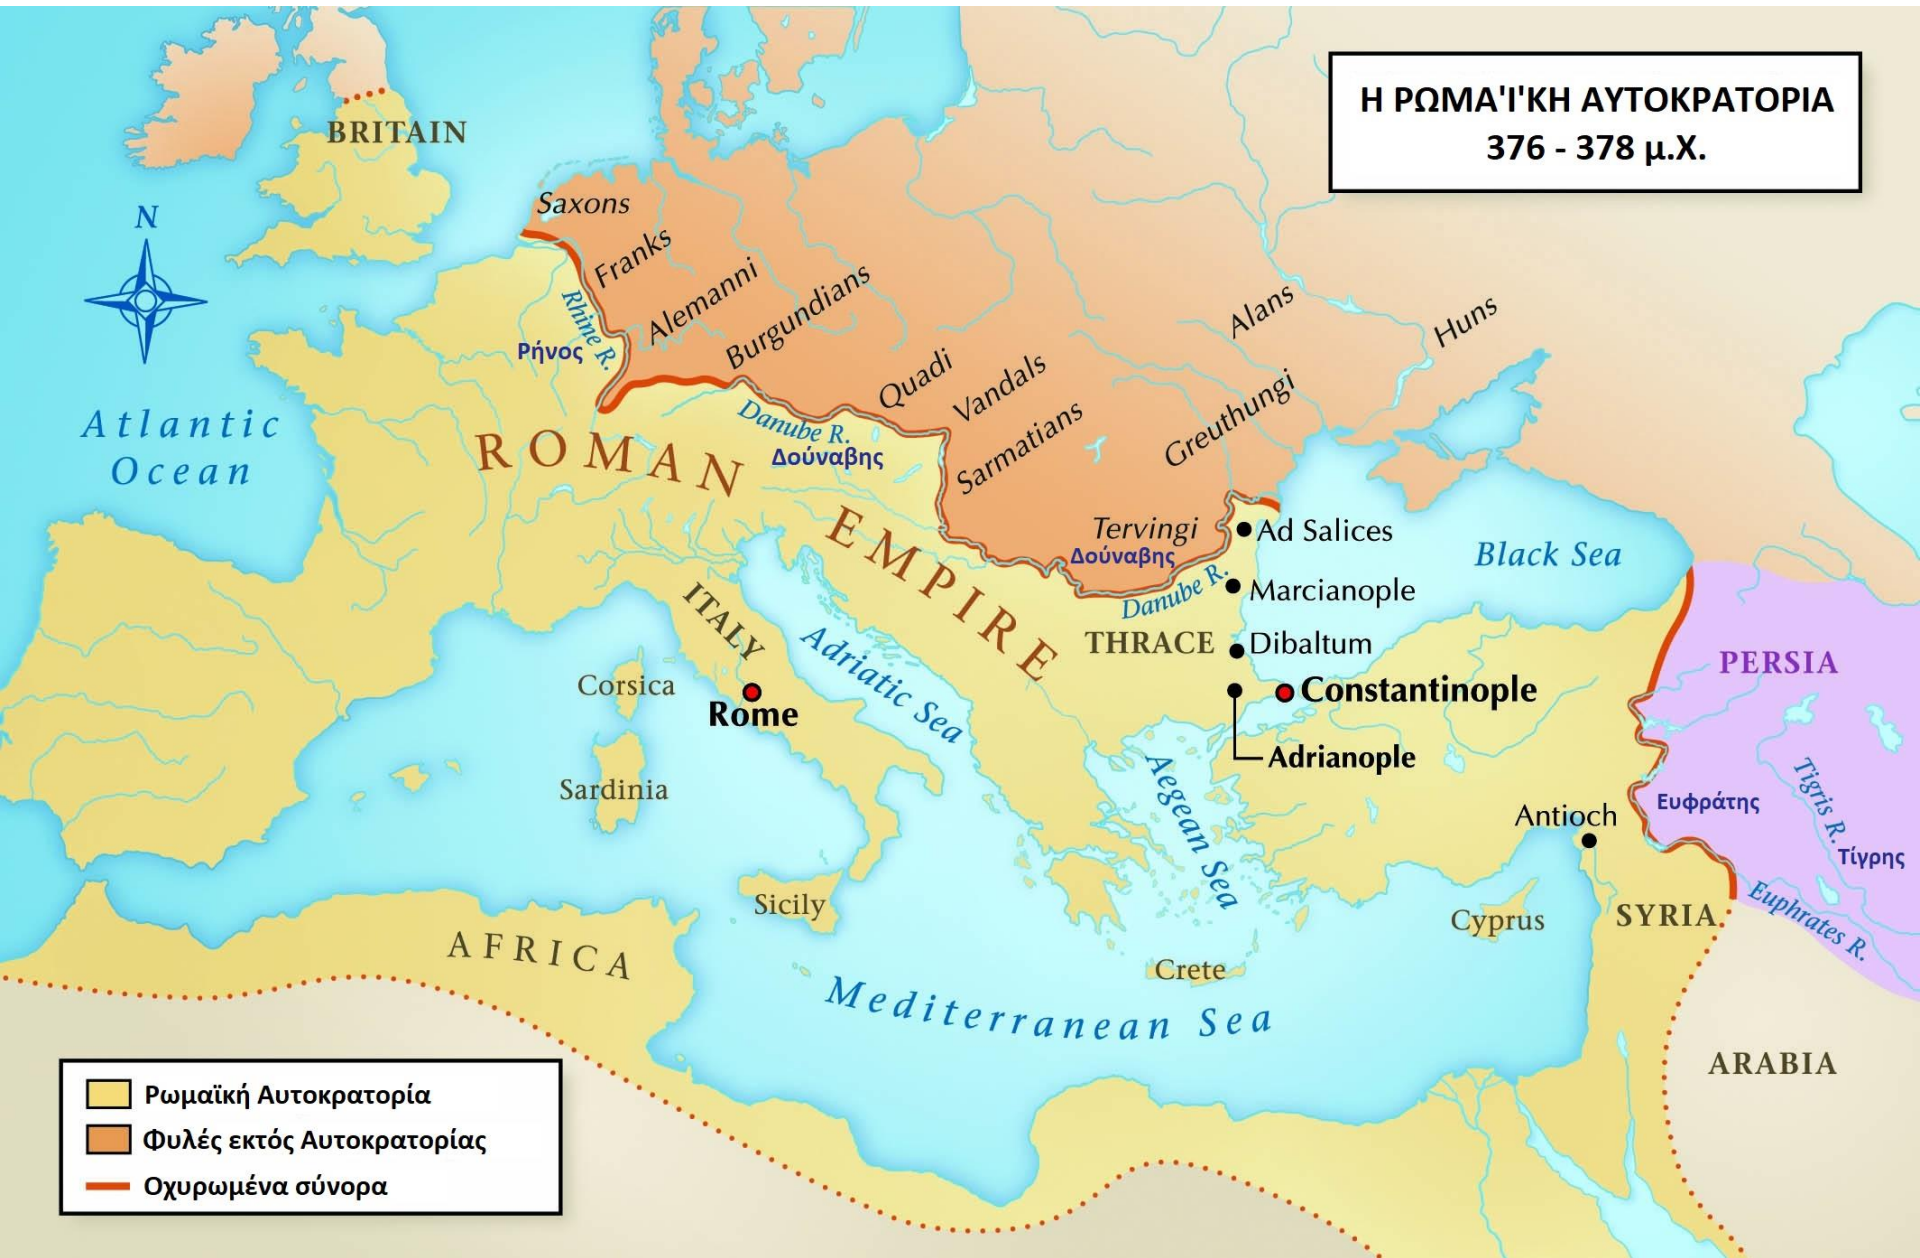 Η ΡΩΜΑ'Ι'ΚΗ ΑΥΤΟΚΡΑΤΟΡΙΑ
376 - 378 μ.Χ.
BRITAIN
N
Saxons
Franks
Alemanni
Burgundians
Rhine R.
Ρήνος
Quadi
Vandals
Sarmatians
Alans
Huns
Greuthungi
Tervingi
Atlantic
Ocean
ROMAN
EMPIRE
Danube R.
Δούναβης
Δούναβης
Danube R.
Ad Salices
Marcianople
Black Sea
THRACE
Dibaltum
Constantinople
Adrianople
ITALY
Corsica
Rome
Adriatic Sea
Sardinia
Aegean Sea
PERSIA
Tigris R.
Ευφράτης
Τίγρης
Antioch
Euphrates R.
Sicily
Cyprus
SYRIA
AFRICA
Crete
Mediterranean Sea
ARABIA
Ρωμαϊκή Αυτοκρατορία
Φυλές εκτός Αυτοκρατορίας
Οχυρωμένα σύνορα